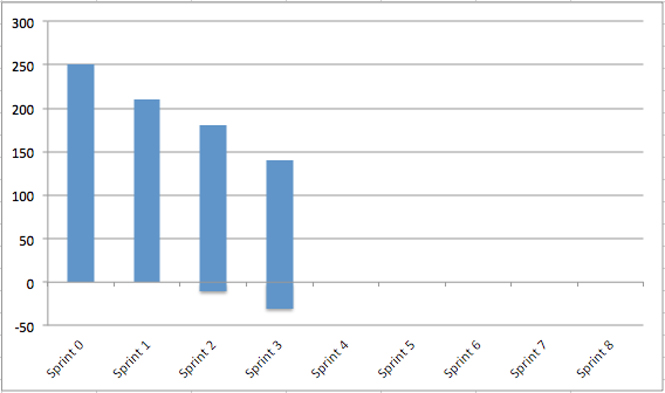 300
250
200
150
100
50
0
-50
Sprint 0
Sprint 1
Sprint 2
Sprint 3
Sprint 4
Sprint 5
Sprint 6
Sprint 7
Sprint 8